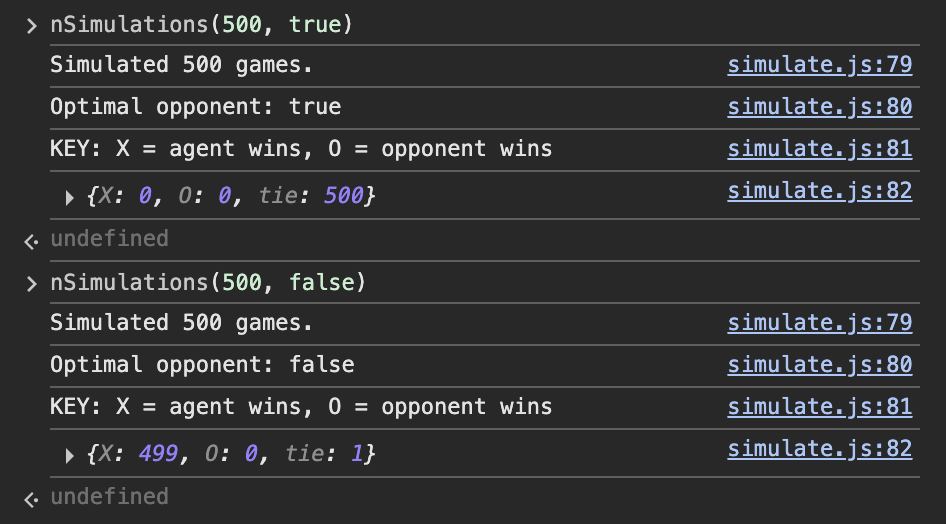 nSimulations(500, true)
Simulated 500 games. simulate.js:79
Optimal opponent: true simulate.js:80
KEY: X = agent wins, O = opponent wins simulate.js:81
{X: 0, O: 0, tie: 500} simulate.js:82
undefined
nSimulations(500, false)
Simulated 500 games. simulate.js:79
Optimal opponent: false simulate.js:80
KEY: X = agent wins, O = opponent wins simulate.js:81
{X: 499, O: 0, tie: 1} simulate.js:82
undefined